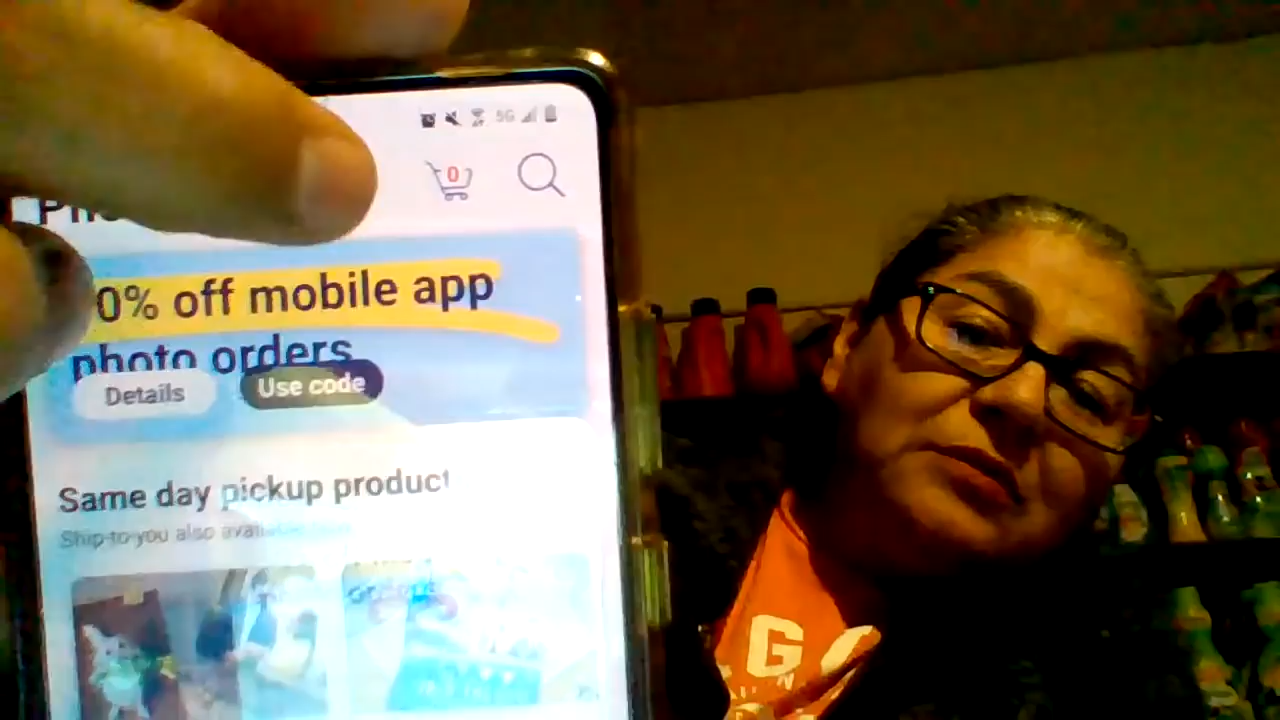 5G
0
0% off mobile app
photo orders
Details
Use code
Same day pickup product
Ship-to-you also
G